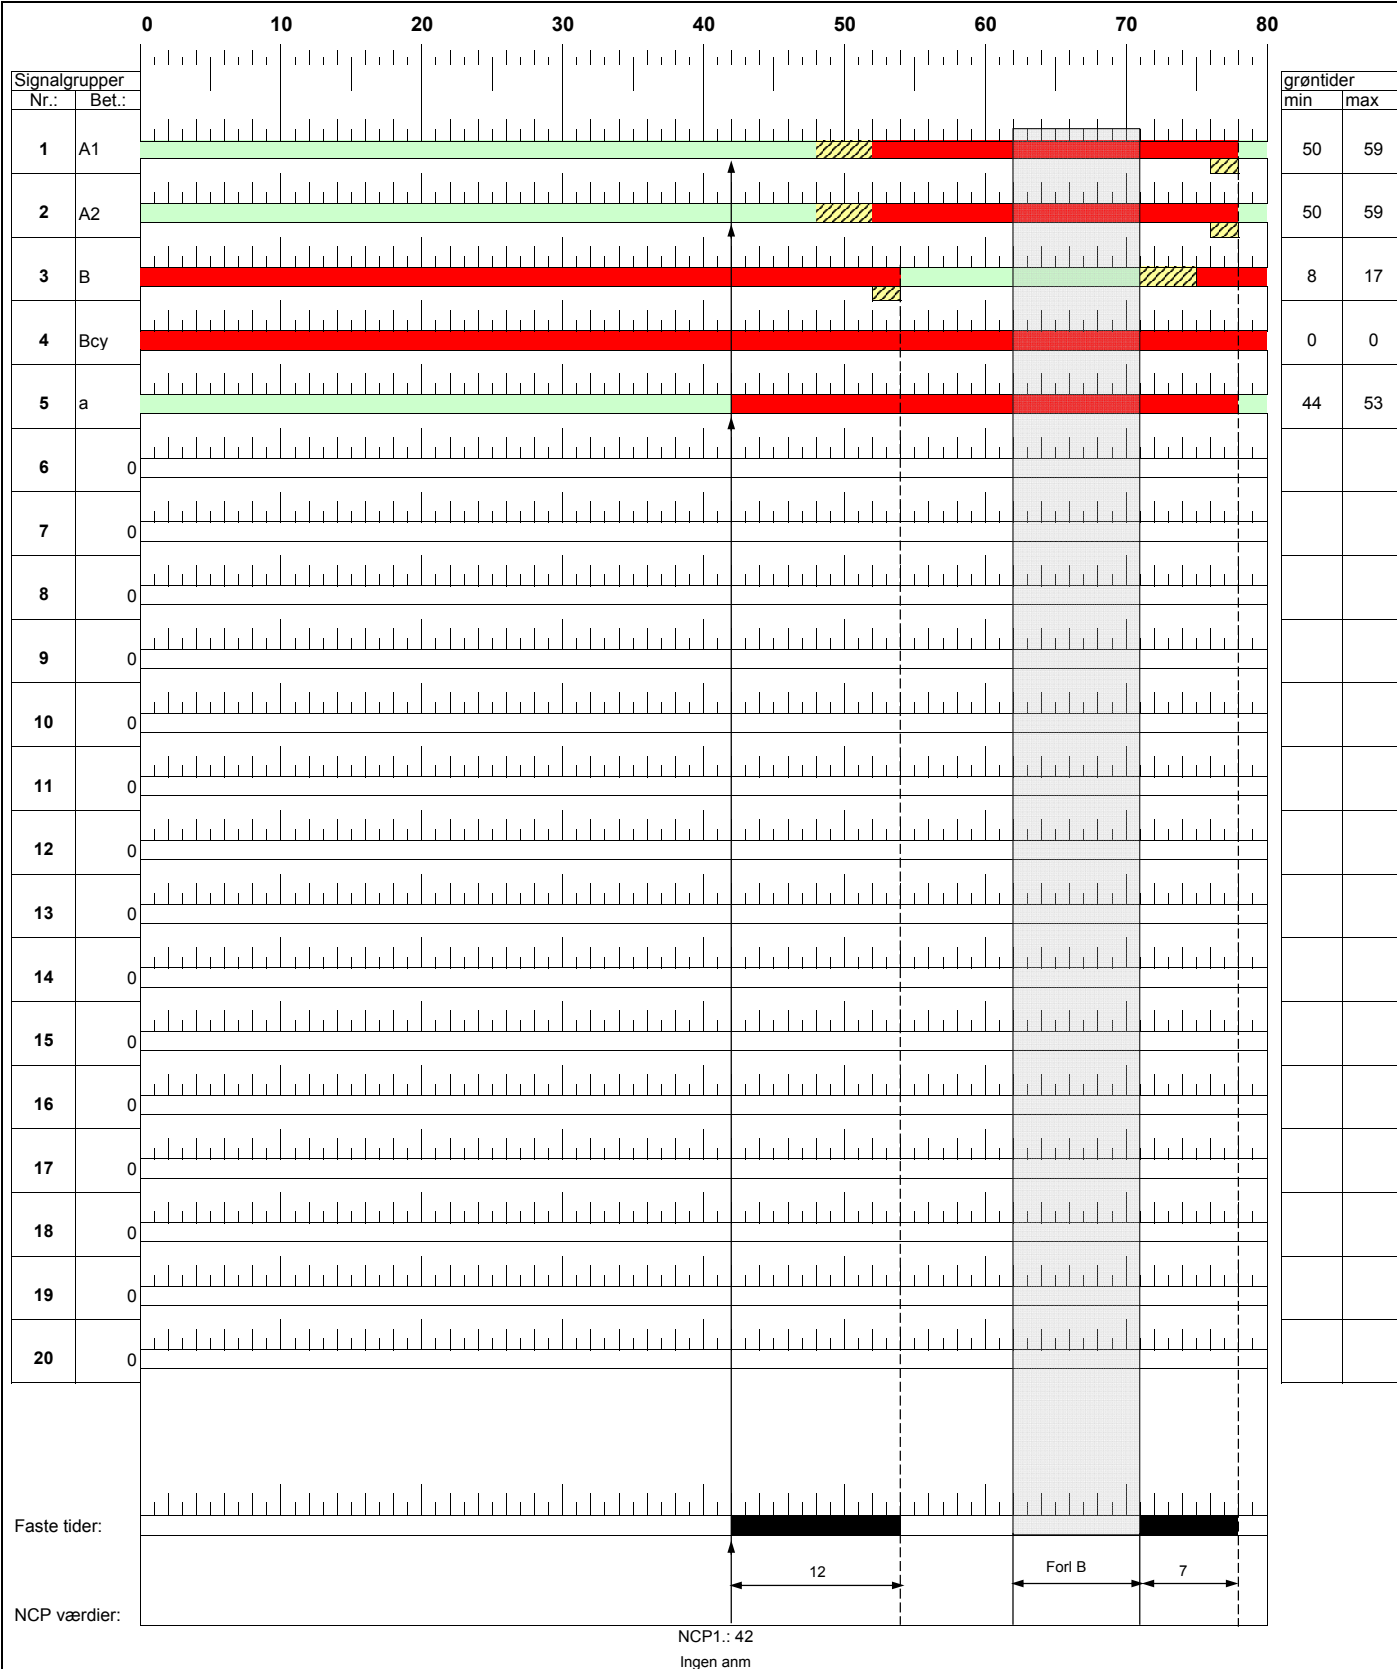 0 10 20 30 40 50 60 70 80
Signalgrupper grøntider
Nr.: Bet.: min max
1 A1 50 59
2 A2 50 59
3 B 8 17
4 Bcy 0 0
5 a 44 53
6 0
7 0
8 0
9 0
10 0
11 0
12 0
13 0
14 0
15 0
16 0
17 0
18 0
19 0
20 0
Faste tider:
12 Forl B 7
NCP værdier:
NCP1.: 42
Ingen anm